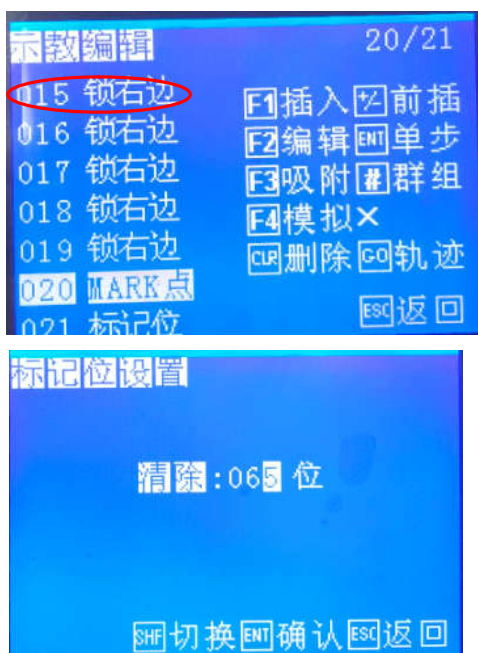 示教编辑 20/21
015 锁右边 F1插入 +/-前插
016 锁右边 F2编辑 ENT单步
017 锁右边 F3吸附 #群组
018 锁右边 F4模拟×
019 锁右边 CLR删除 GO轨迹
020 MARK点
021 标记位 ESC返回
标记位设置
清除:065 位
SHF切换 ENT确认 ESC返回